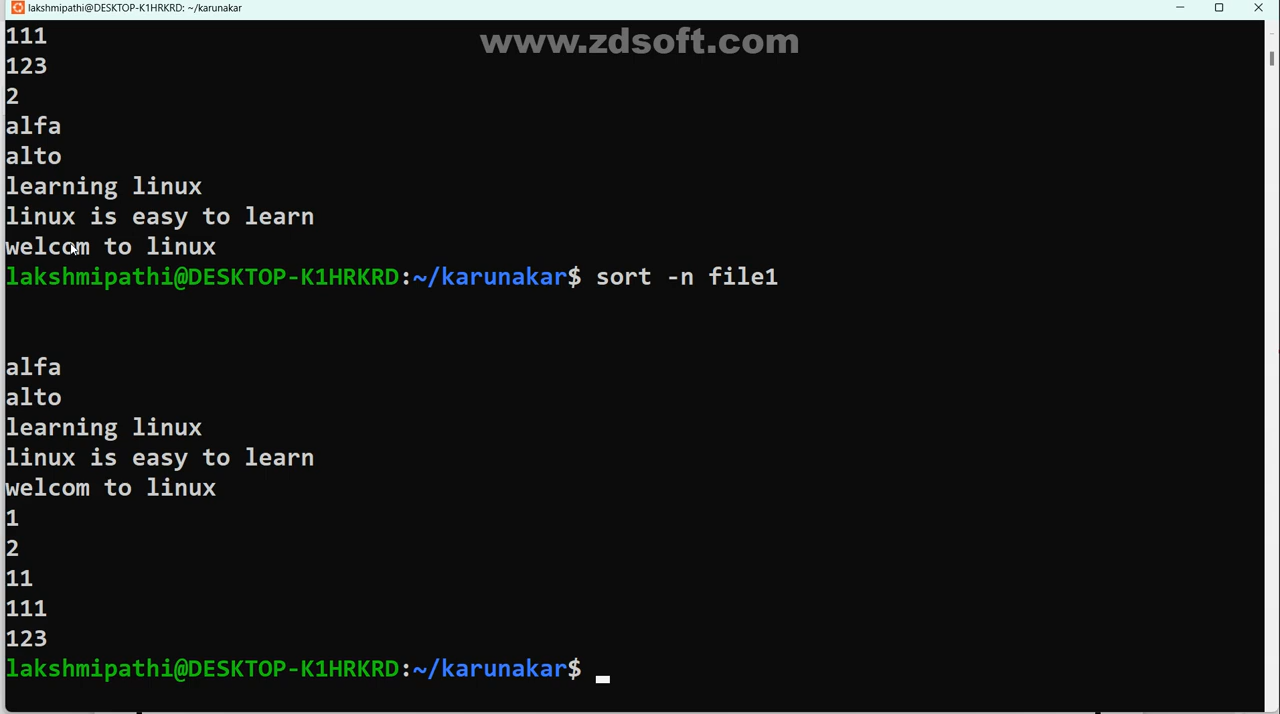 lakshmipathi@DESKTOP-K1HRKRD: ~/karunakar
www.zdsoft.com
111
123
2
alfa
alto
learning linux
linux is easy to learn
welcom to linux
lakshmipathi@DESKTOP-K1HRKRD:~/karunakar$ sort -n file1
alfa
alto
learning linux
linux is easy to learn
welcom to linux
1
2
11
111
123
lakshmipathi@DESKTOP-K1HRKRD:~/karunakar$